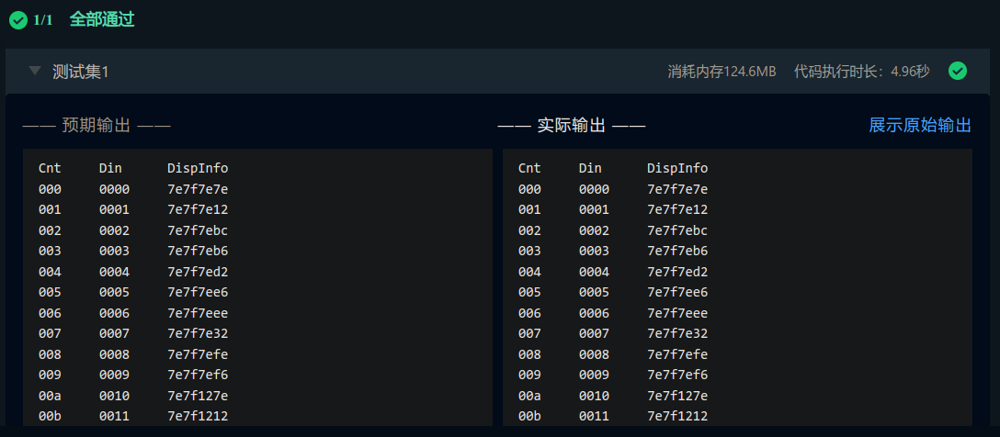 1/1 全部通过
测试集1 消耗内存124.6MB 代码执行时长：4.96秒
—— 预期输出 —— —— 实际输出 —— 展示原始输出
Cnt Din DispInfo Cnt Din DispInfo
000 0000 7e7f7e7e 000 0000 7e7f7e7e
001 0001 7e7f7e12 001 0001 7e7f7e12
002 0002 7e7f7ebc 002 0002 7e7f7ebc
003 0003 7e7f7eb6 003 0003 7e7f7eb6
004 0004 7e7f7ed2 004 0004 7e7f7ed2
005 0005 7e7f7ee6 005 0005 7e7f7ee6
006 0006 7e7f7eee 006 0006 7e7f7eee
007 0007 7e7f7e32 007 0007 7e7f7e32
008 0008 7e7f7efe 008 0008 7e7f7efe
009 0009 7e7f7ef6 009 0009 7e7f7ef6
00a 0010 7e7f127e 00a 0010 7e7f127e
00b 0011 7e7f1212 00b 0011 7e7f1212